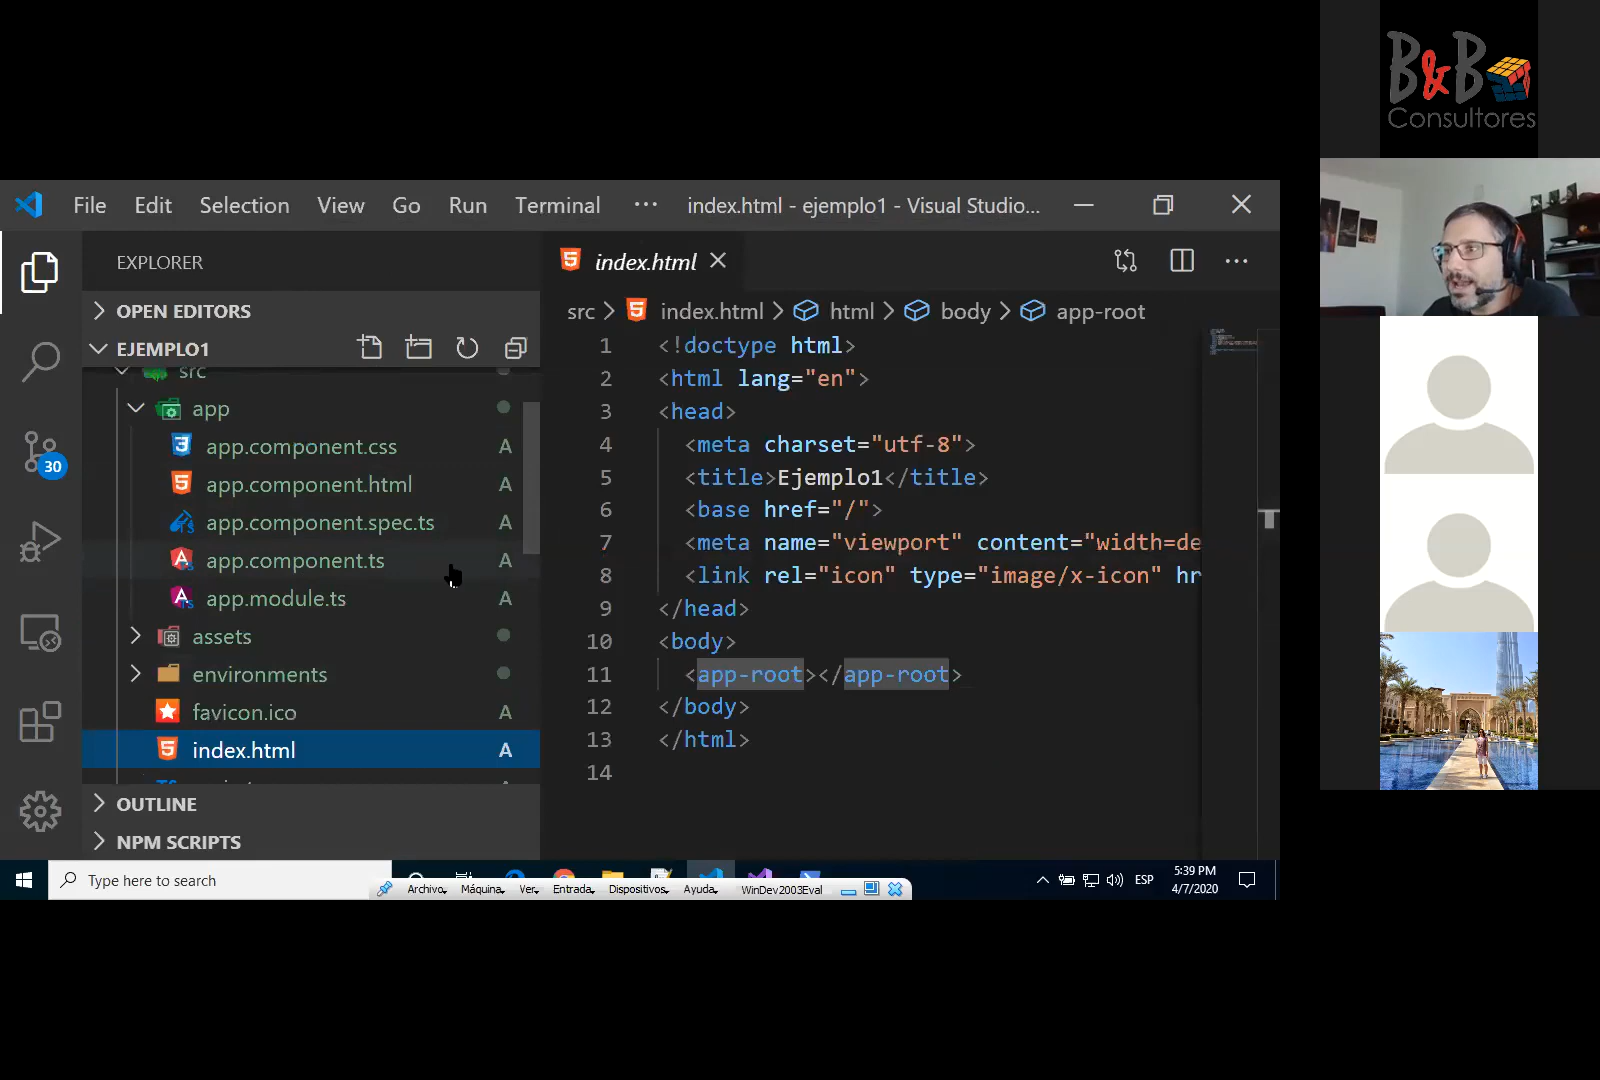 B&B
Consultores
File Edit Selection View Go Run Terminal ··· index.html - ejemplo1 - Visual Studio...
EXPLORER
index.html
OPEN EDITORS
src > index.html > html > body > app-root
EJEMPLO1
src
app
app.component.css A
app.component.html A
app.component.spec.ts A
app.component.ts A
app.module.ts A
assets
environments
favicon.ico A
index.html A
OUTLINE
NPM SCRIPTS
30
1 <!doctype html>
2 <html lang="en">
3 <head>
4 <meta charset="utf-8">
5 <title>Ejemplo1</title>
6 <base href="/">
7 <meta name="viewport" content="width=de
8 <link rel="icon" type="image/x-icon" hr
9 </head>
10 <body>
11 <app-root></app-root>
12 </body>
13 </html>
14
Type here to search
Archivo Máquina Ver Entrada Dispositivos Ayuda WinDev2003Eval
ESP
5:39 PM
4/7/2020